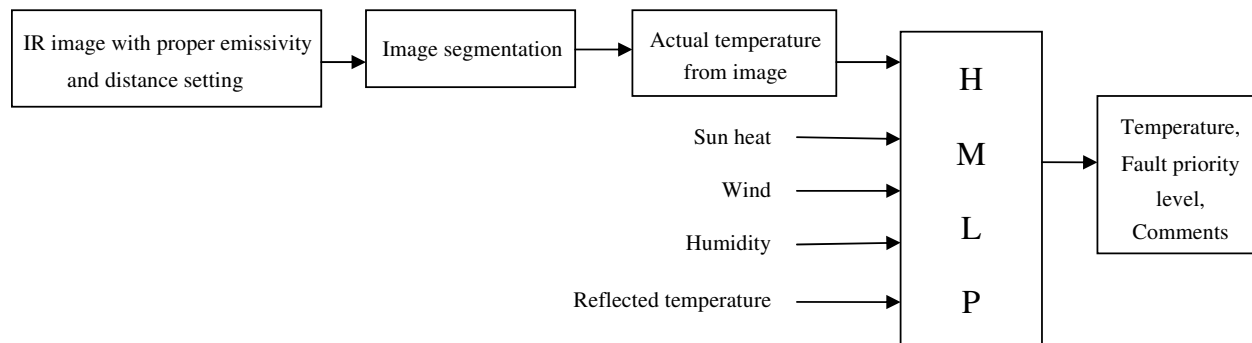 IR image with proper emissivity
and distance setting
Image segmentation
Actual temperature
from image
Sun heat
Wind
Humidity
Reflected temperature
H
M
L
P
Temperature,
Fault priority
level,
Comments